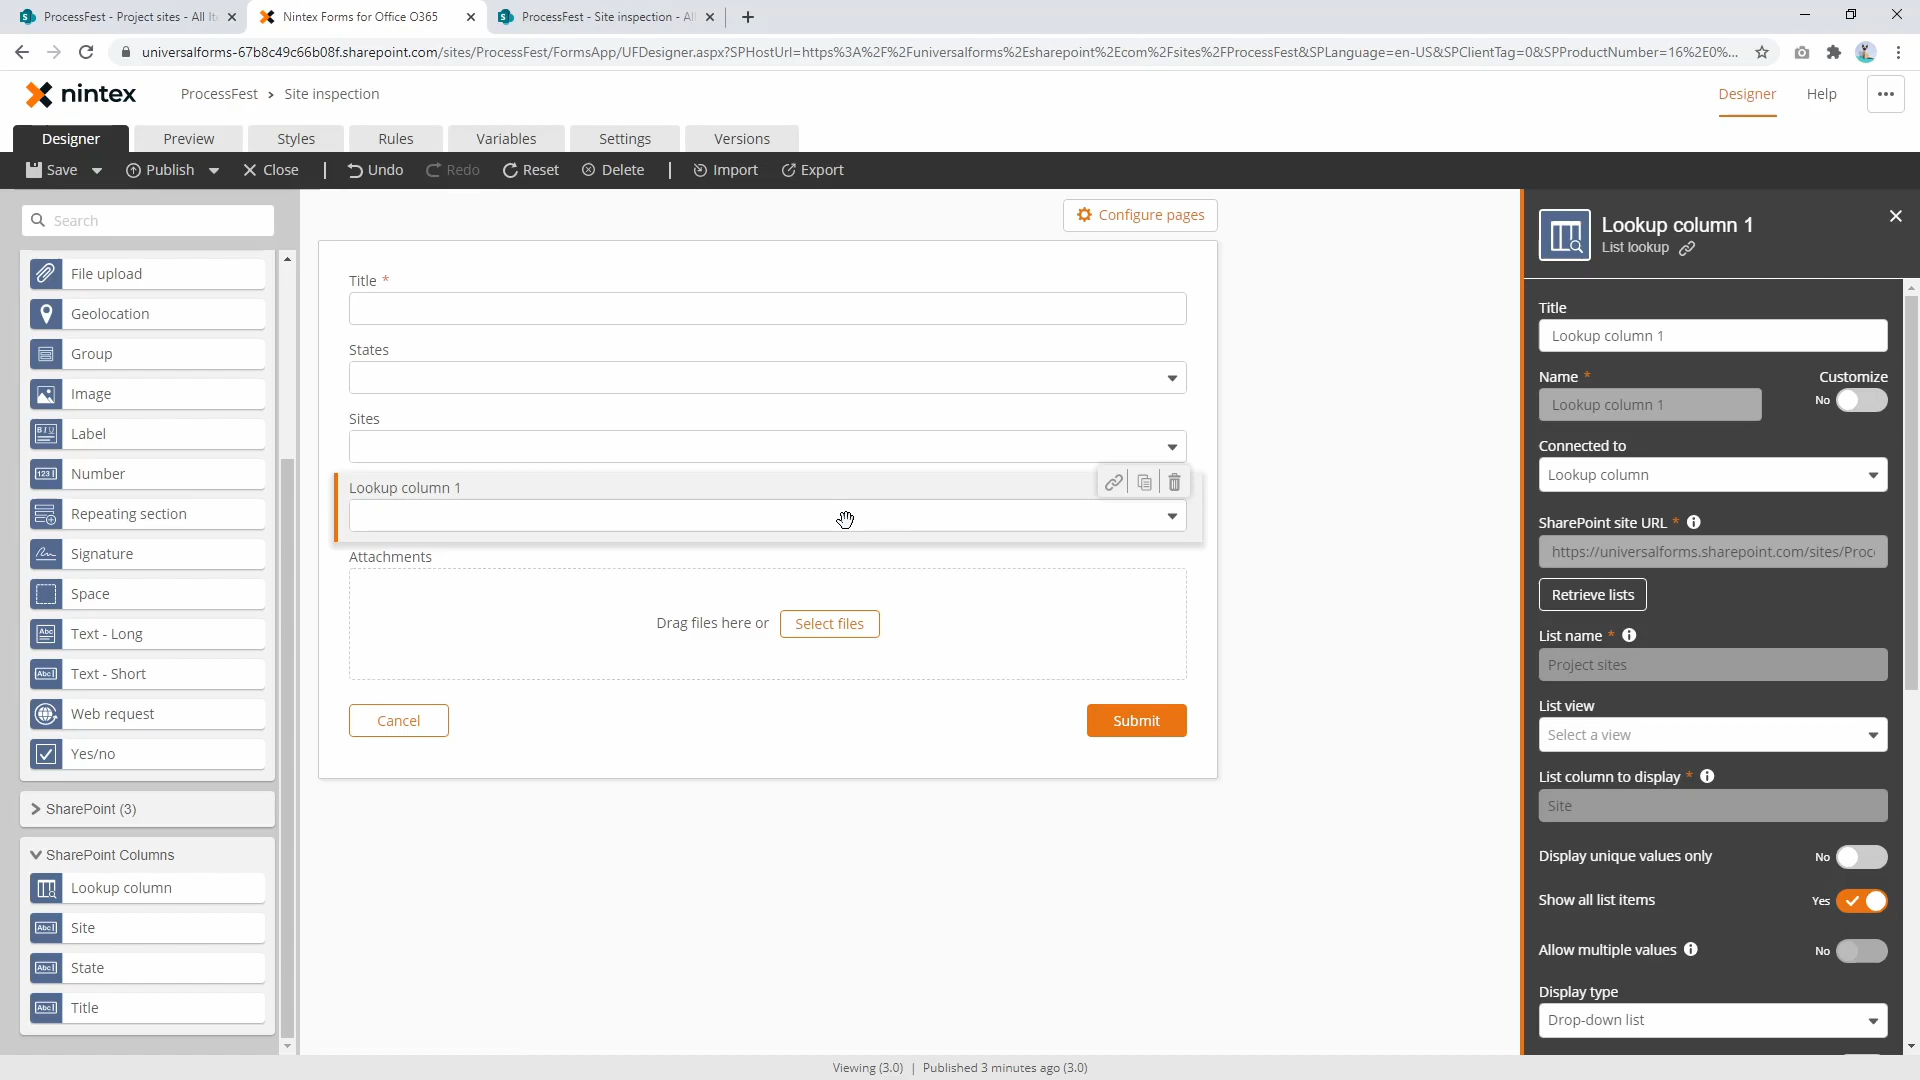 ProcessFest - Project sites - All It
Nintex Forms for Office O365
ProcessFest - Site inspection - All
universalforms-67b8c49c66b08f.sharepoint.com/sites/ProcessFest/FormsApp/UFDesigner.aspx?SPHostUrl=https%3A%2F%2Funiversalforms%2Esharepoint%2Ecom%2Fsites%2FProcessFest&SPLanguage=en-US&SPClientTag=0&SPProductNumber=16%2E0%...
nintex
ProcessFest > Site inspection
Designer
Help
Designer
Preview
Styles
Rules
Variables
Settings
Versions
Save
Publish
Close
Undo
Redo
Reset
Delete
Import
Export
Search
File upload
Geolocation
Group
Image
Label
Number
Repeating section
Signature
Space
Text - Long
Text - Short
Web request
Yes/no
SharePoint (3)
SharePoint Columns
Lookup column
Site
State
Title
Configure pages
Title *
States
Sites
Lookup column 1
Attachments
Drag files here or
Select files
Cancel
Submit
Lookup column 1
List lookup
Title
Lookup column 1
Name *
Customize
Lookup column 1
No
Connected to
Lookup column
SharePoint site URL *
https://universalforms.sharepoint.com/sites/Proc
Retrieve lists
List name *
Project sites
List view
Select a view
List column to display *
Site
Display unique values only
No
Show all list items
Yes
Allow multiple values
No
Display type
Drop-down list
Viewing (3.0) | Published 3 minutes ago (3.0)